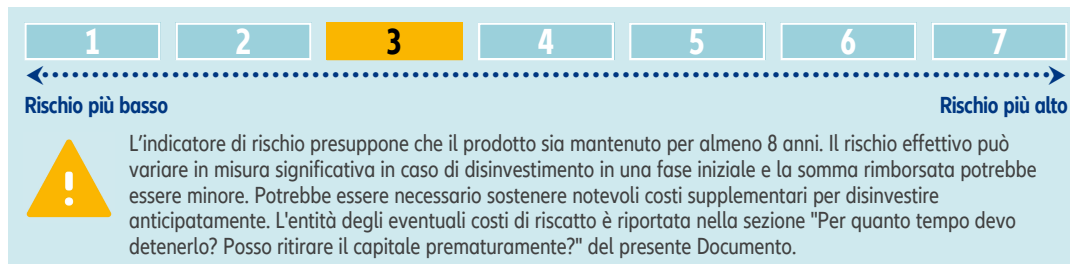 1 2 3 4 5 6 7
Rischio più basso Rischio più alto
L'indicatore di rischio presuppone che il prodotto sia mantenuto per almeno 8 anni. Il rischio effettivo può
variare in misura significativa in caso di disinvestimento in una fase iniziale e la somma rimborsata potrebbe
essere minore. Potrebbe essere necessario sostenere notevoli costi supplementari per disinvestire
anticipatamente. L'entità degli eventuali costi di riscatto è riportata nella sezione "Per quanto tempo devo
detenerlo? Posso ritirare il capitale prematuramente?" del presente Documento.